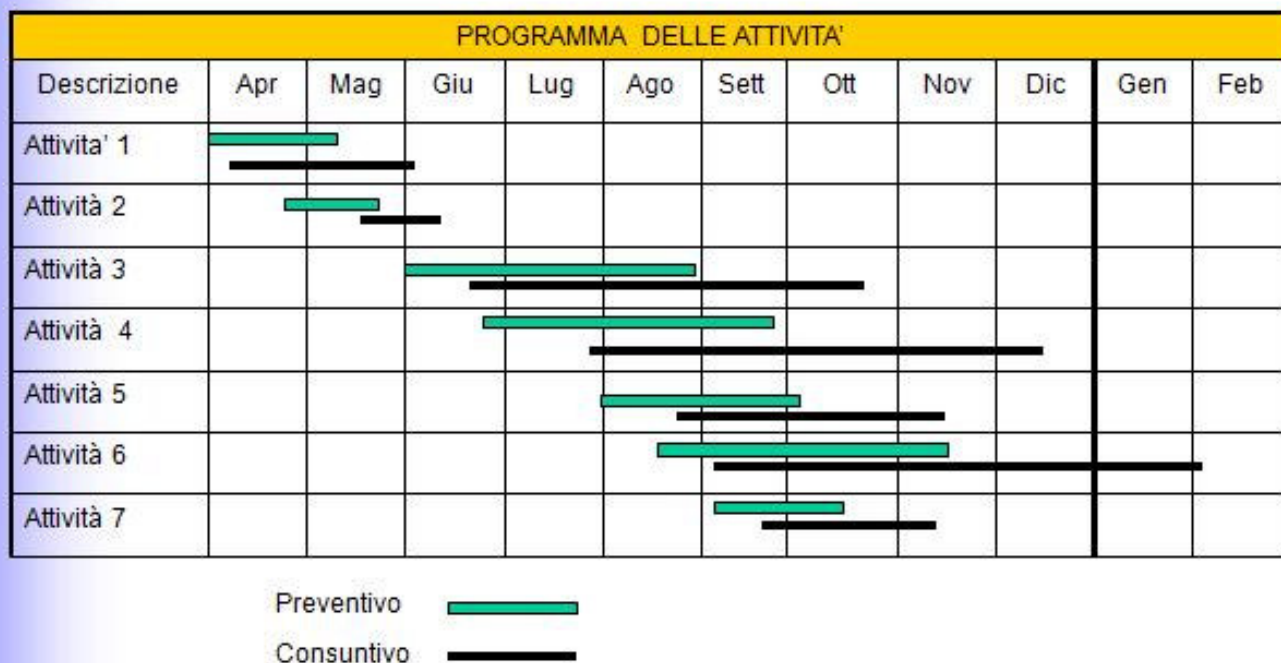 PROGRAMMA DELLE ATTIVITA'
Descrizione Apr Mag Giu Lug Ago Sett Ott Nov Dic Gen Feb
Attivita' 1
Attività 2
Attività 3
Attività 4
Attività 5
Attività 6
Attività 7
Preventivo
Consuntivo